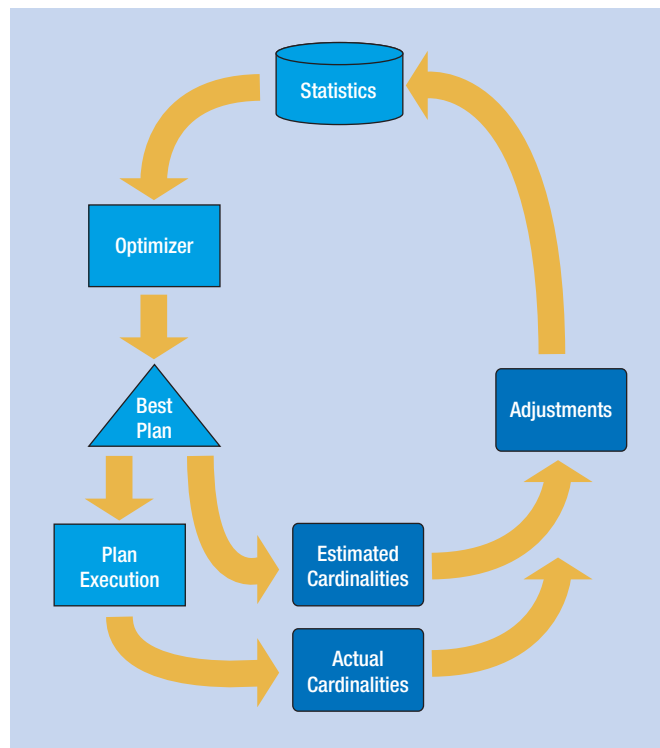 Statistics
Optimizer
Best
Plan
Adjustments
Plan
Execution
Estimated
Cardinalities
Actual
Cardinalities